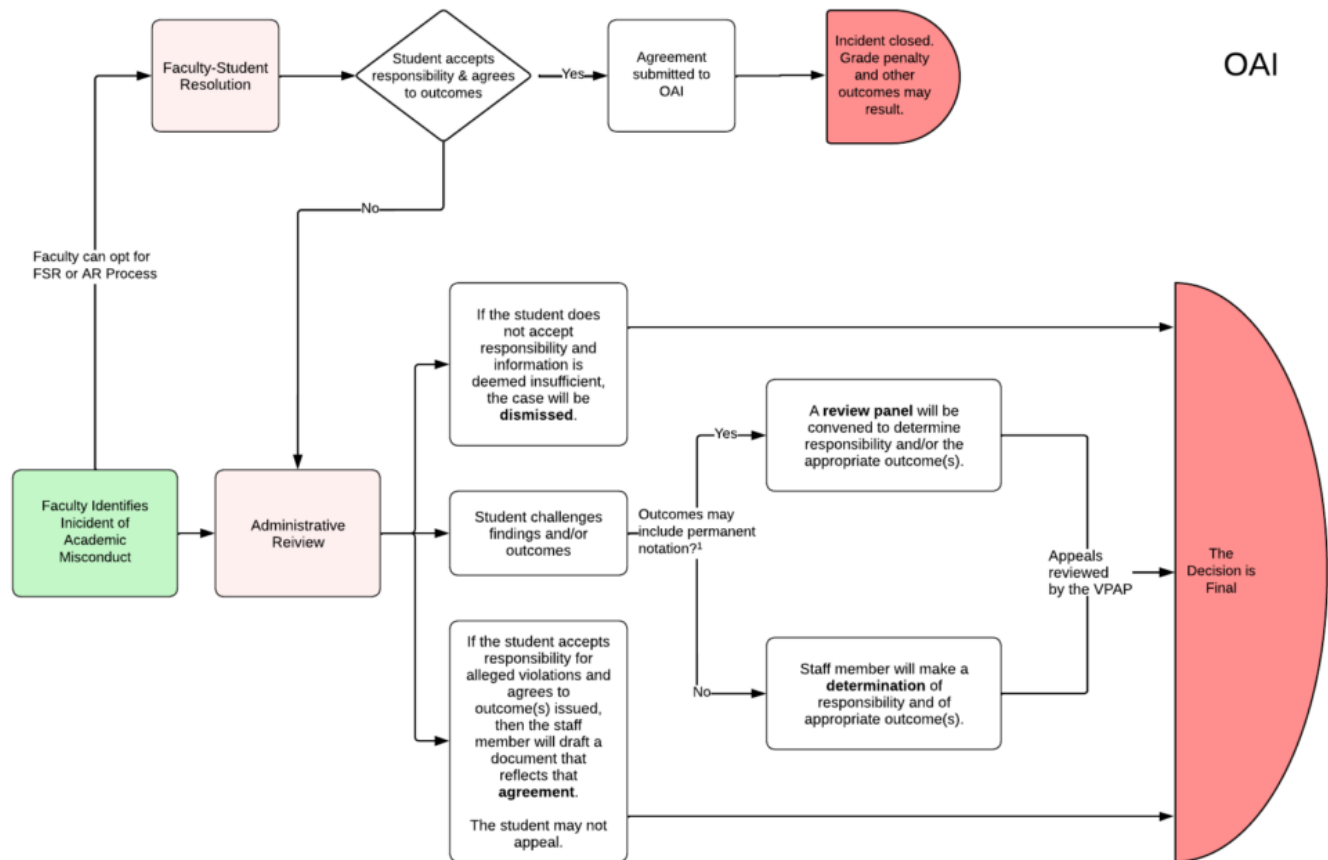 OAI
Faculty-Student
Resolution
Student accepts
responsibility & agrees
to outcomes
Yes
Agreement
submitted to
OAI
Incident closed.
Grade penalty
and other
outcomes may
result.
No
Faculty can opt for
FSR or AR Process
Faculty Identifies
Inicident of
Academic
Misconduct
Administrative
Reiview
If the student does
not accept
responsibility and
information is
deemed insufficient,
the case will be
dismissed.
Student challenges
findings and/or
outcomes
Outcomes may
include permanent
notation?¹
Yes
A review panel will be
convened to determine
responsibility and/or the
appropriate outcome(s).
No
Staff member will make a
determination of
responsibility and of
appropriate outcome(s).
Appeals
reviewed
by the VPAP
If the student accepts
responsibility for
alleged violations and
agrees to
outcome(s) issued,
then the staff
member will draft a
document that
reflects that
agreement.
The student may not
appeal.
The
Decision is
Final